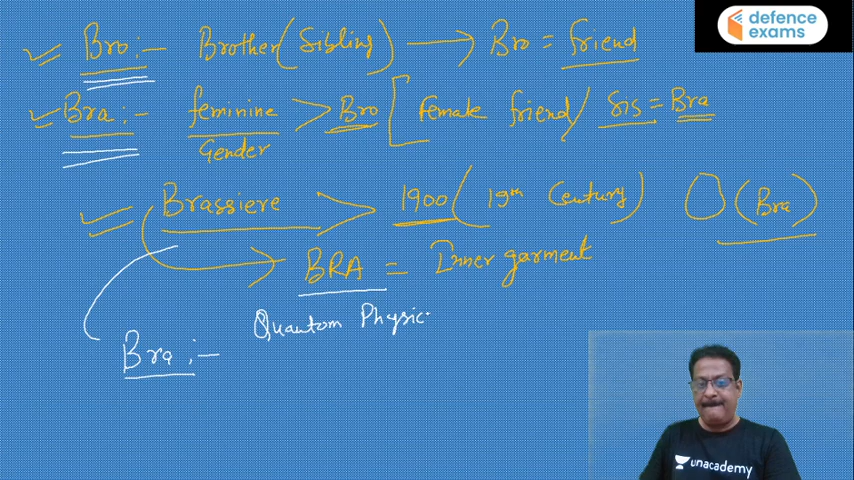 defence
exams
Bro :- Brother (Sibling) → Bro = friend
Bra :- feminine > Bro [Female friend / Sis = Bra
Gender
Brassiere > 1900 (19th Century) O (Bra)
BRA = Inner garment
Quantom Physic
Bra :-
unacademy